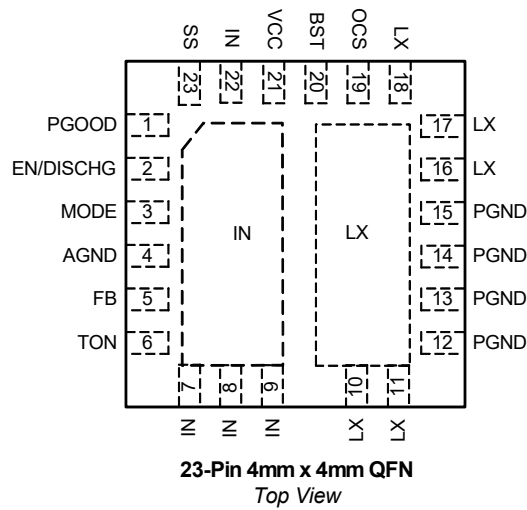 SS IN VCC BST OCS LX
23 22 21 20 19 18
PGOOD 1 17 LX
EN/DISCHG 2 16 LX
MODE 3 15 PGND
AGND 4 IN LX 14 PGND
FB 5 13 PGND
TON 6 12 PGND
7 8 9 10 11
IN IN IN LX LX
23-Pin 4mm x 4mm QFN
Top View